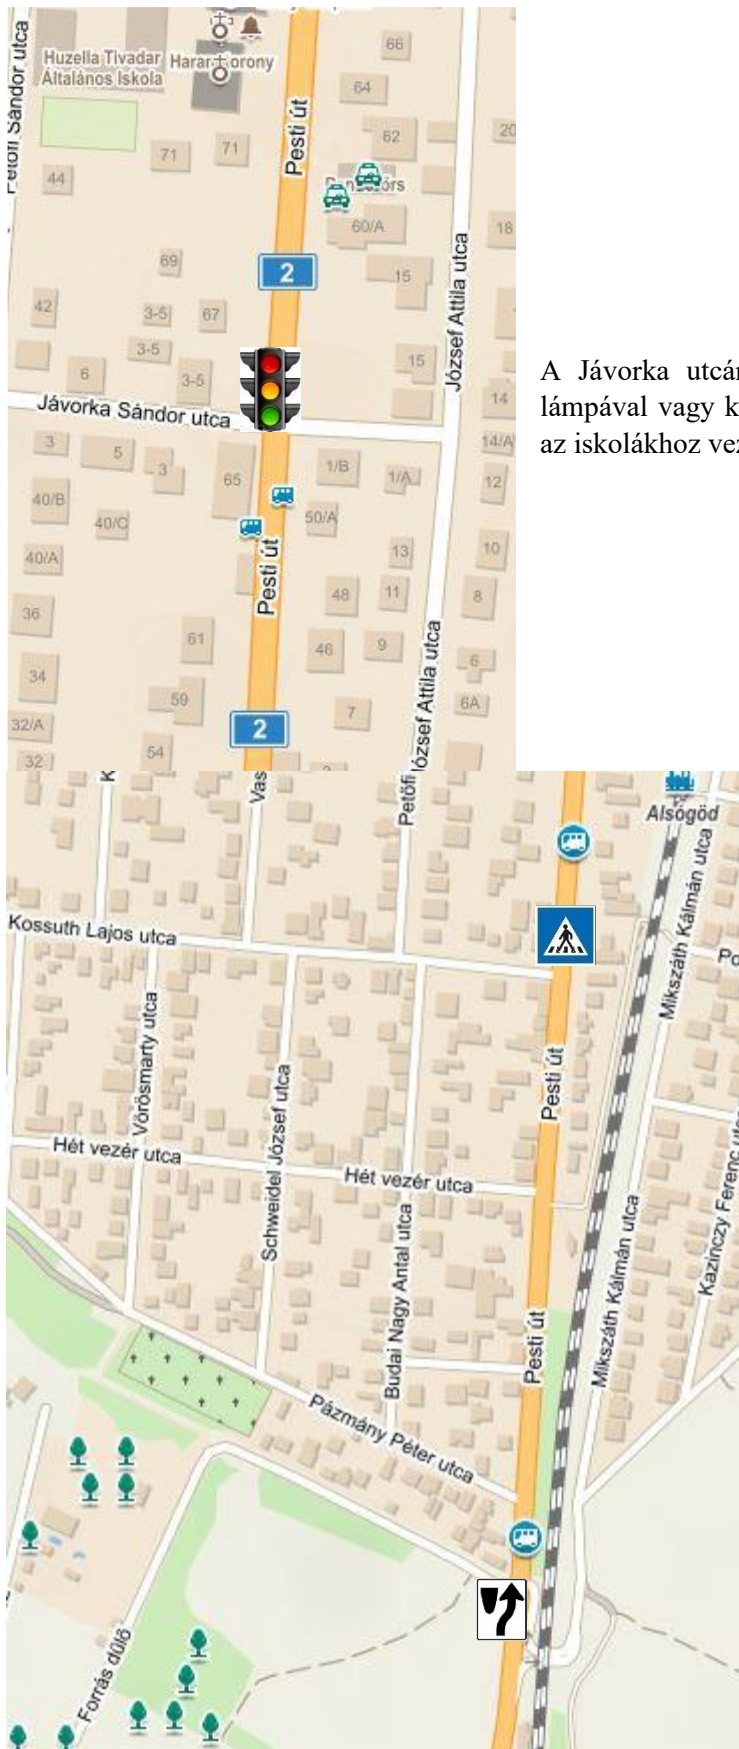 Petőfi Sándor utca
Huzella Tivadar
Általános Iskola
Pesti út
66
64
62
20
71
71
44
60/A
18
69
2
15
42
3-5
67
József Attila utca
3-5
15
6
3-5
14
Jávorka Sándor utca
14/A
3
5
3
65
1/B
1/A
12
40/B
40/C
50/A
40/A
13
10
Pesti út
48
11
8
36
61
46
9
6
József Attila utca
34
59
7
6A
32/A
2
54
32
A Jávorka utcá
lámpával vagy k
az iskolákhoz ve
K
Vas
Petőfi
Alsógöd
Mikszáth Kálmán utca
Kossuth Lajos utca
Po
Vörösmarty utca
Pesti út
Schweidel József utca
Hét vezér utca
Hét vezér utca
Kazinczy Ferenc
Budai Nagy Antal utca
Mikszáth Kálmán utca
Pesti út
Pázmány Péter utca
Forrás dűlő